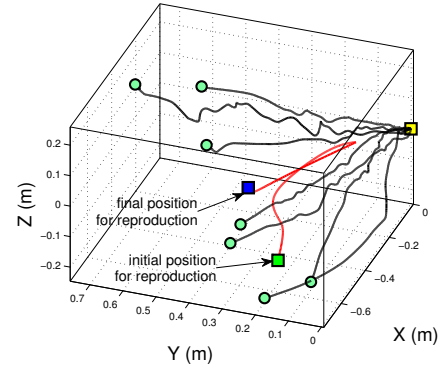 0.2
0.1
0
−0.1
−0.2
Z (m)
final position
for reproduction
initial position
for reproduction
0.7
0.6
0.5
0.4
0.3
0.2
0.1
0
Y (m)
0
−0.2
−0.4
−0.6
X (m)